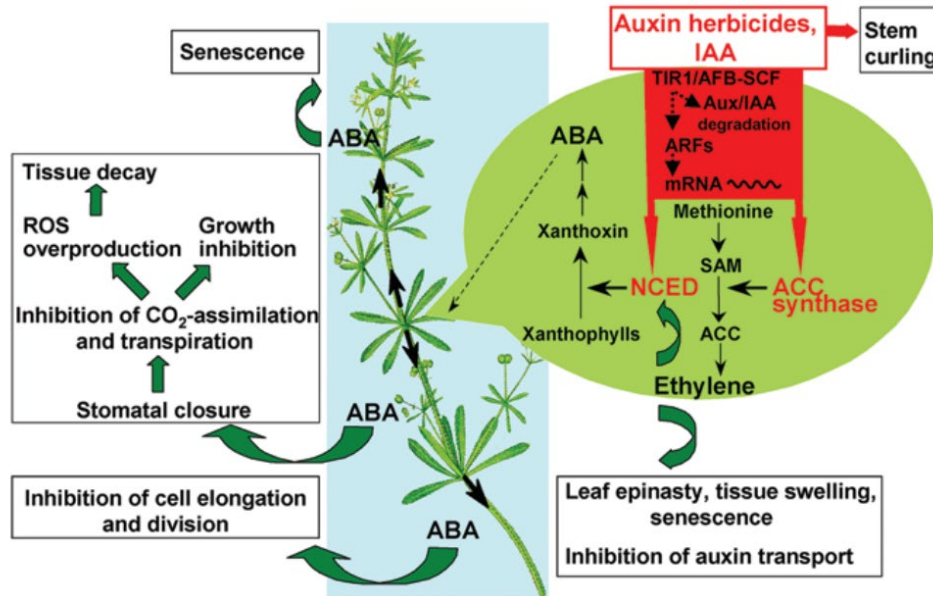 Senescence
ABA
Tissue decay
ROS
overproduction
Growth
inhibition
Inhibition of CO₂-assimilation
and transpiration
Stomatal closure
ABA
Inhibition of cell elongation
and division
ABA
Auxin herbicides,
IAA
Stem
curling
TIR1/AFB-SCF
Aux/IAA
degradation
ARFs
mRNA
ABA
Xanthoxin
Xanthophylls
NCED
Methionine
SAM
ACC
synthase
ACC
Ethylene
Leaf epinasty, tissue swelling,
senescence
Inhibition of auxin transport